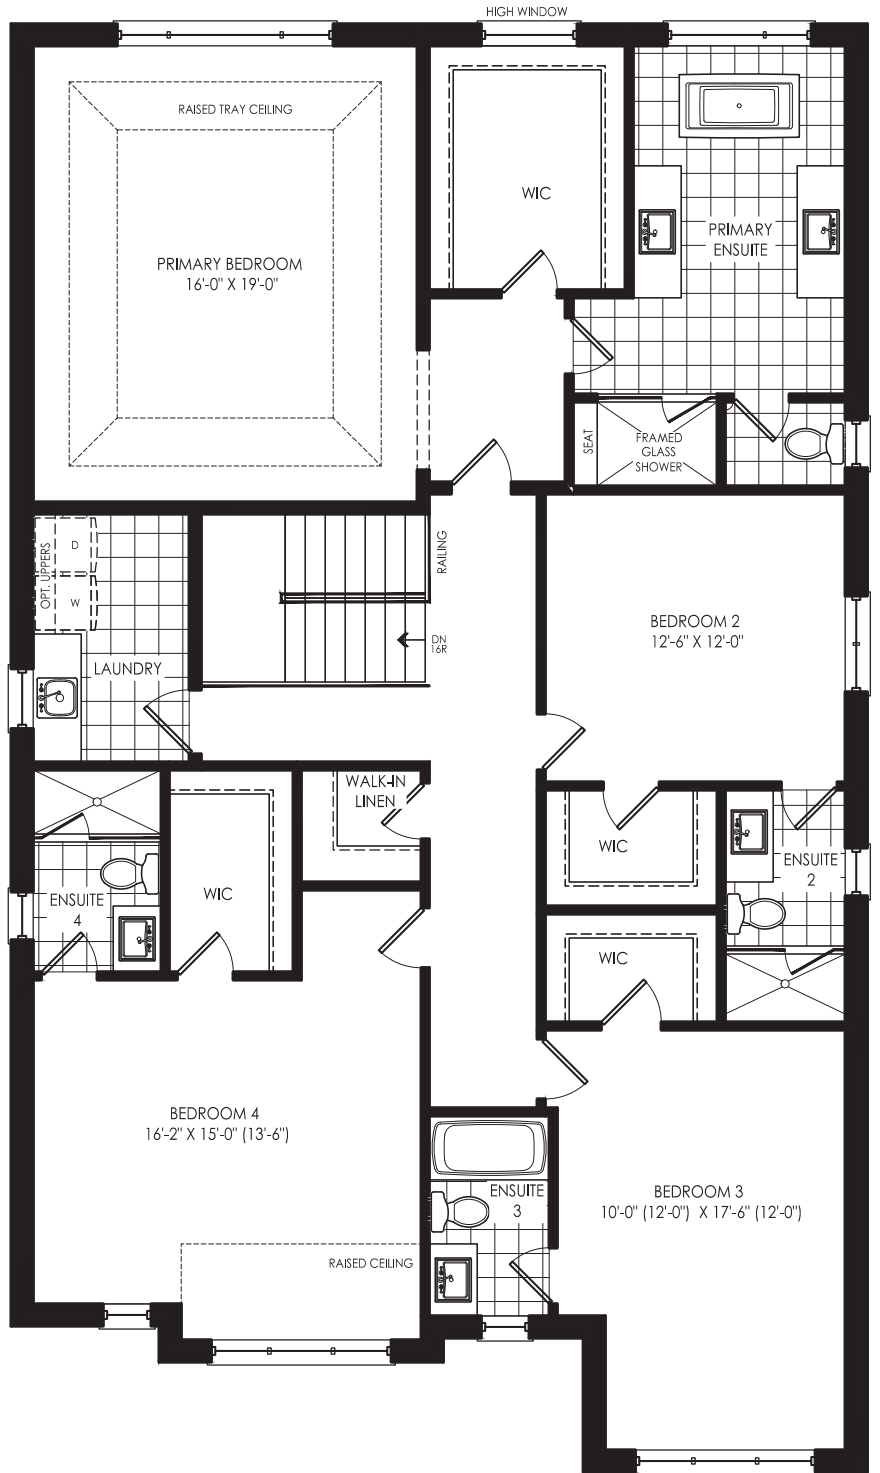 HIGH WINDOW
RAISED TRAY CEILING
WIC
PRIMARY
ENSUITE
PRIMARY BEDROOM
16'-0" X 19'-0"
SEAT
FRAMED
GLASS
SHOWER
OPT. UPPERS
D
W
RAILING
DN
16R
LAUNDRY
BEDROOM 2
12'-6" X 12'-0"
WALK-IN
LINEN
WIC
ENSUITE
2
ENSUITE
4
WIC
WIC
BEDROOM 4
16'-2" X 15'-0" (13'-6")
ENSUITE
3
BEDROOM 3
10'-0" (12'-0") X 17'-6" (12'-0")
RAISED CEILING